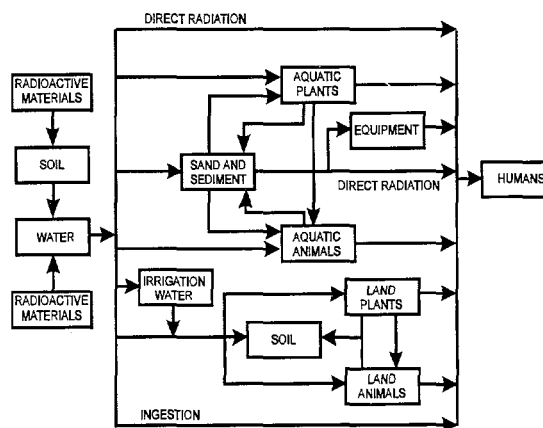 DIRECT RADIATION
RADIOACTIVE
MATERIALS
AQUATIC
PLANTS
EQUIPMENT
SOIL
SAND AND
SEDIMENT
DIRECT RADIATION
HUMANS
WATER
AQUATIC
ANIMALS
RADIOACTIVE
MATERIALS
IRRIGATION
WATER
LAND
PLANTS
SOIL
LAND
ANIMALS
INGESTION